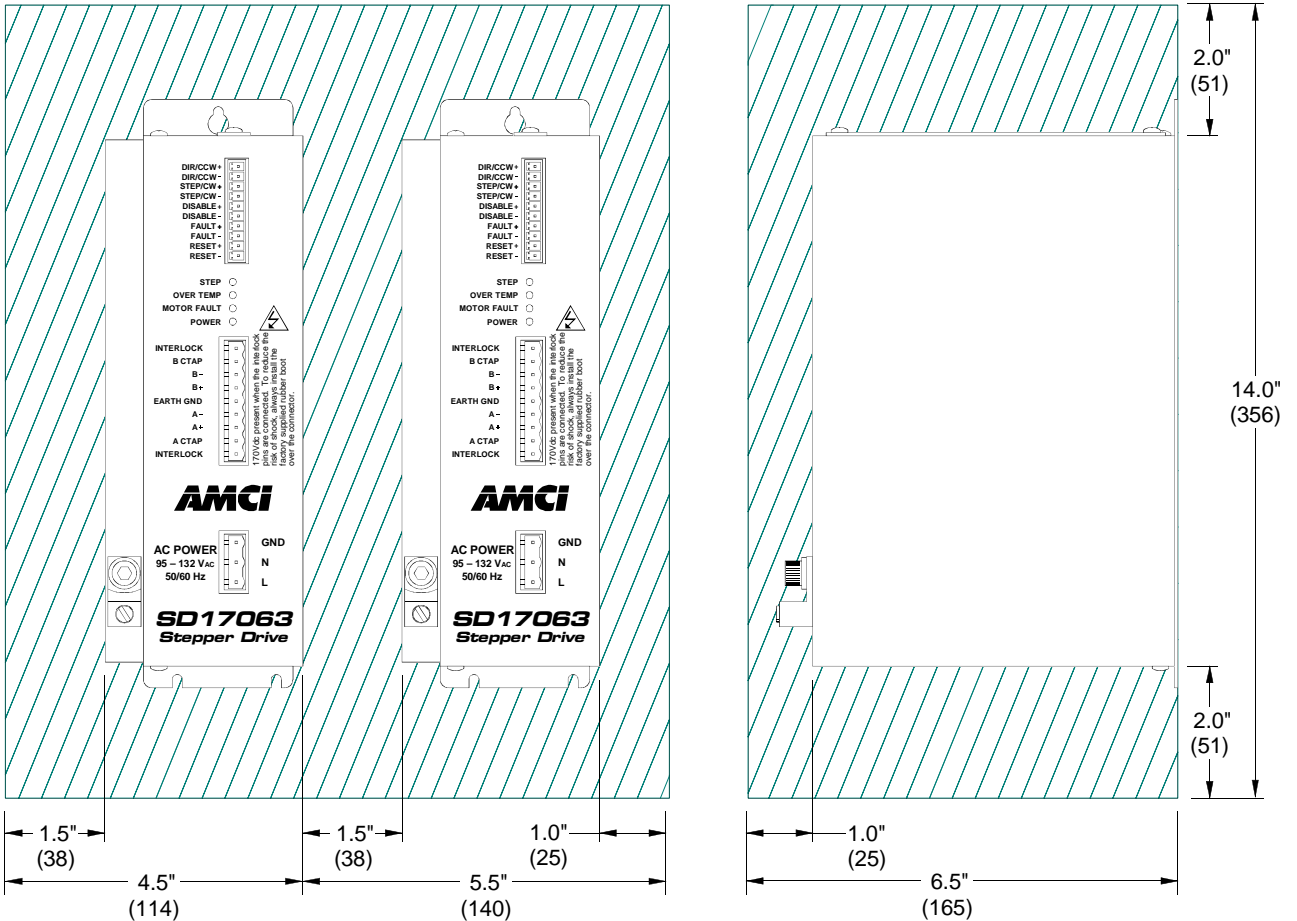 DIR/CCW+
DIR/CCW-
STEP/CW+
STEP/CW-
DISABLE+
DISABLE-
FAULT+
FAULT-
RESET+
RESET-
STEP
OVER TEMP
MOTOR FAULT
POWER
INTERLOCK
B CTAP
B-
B+
EARTH GND
A-
A+
A CTAP
INTERLOCK
170Vdc present when the interlock
pins are connected. To reduce the
risk of shock, always install the
factory supplied rubber boot
over the connector.
AMCI
AC POWER
95 – 132 VAC
50/60 Hz
GND
N
L
SD17063
Stepper Drive
DIR/CCW+
DIR/CCW-
STEP/CW+
STEP/CW-
DISABLE+
DISABLE-
FAULT+
FAULT-
RESET+
RESET-
STEP
OVER TEMP
MOTOR FAULT
POWER
INTERLOCK
B CTAP
B-
B+
EARTH GND
A-
A+
A CTAP
INTERLOCK
170Vdc present when the interlock
pins are connected. To reduce the
risk of shock, always install the
factory supplied rubber boot
over the connector.
AMCI
AC POWER
95 – 132 VAC
50/60 Hz
GND
N
L
SD17063
Stepper Drive
2.0"
(51)
14.0"
(356)
2.0"
(51)
1.5"
(38)
1.5"
(38)
1.0"
(25)
1.0"
(25)
4.5"
(114)
5.5"
(140)
6.5"
(165)